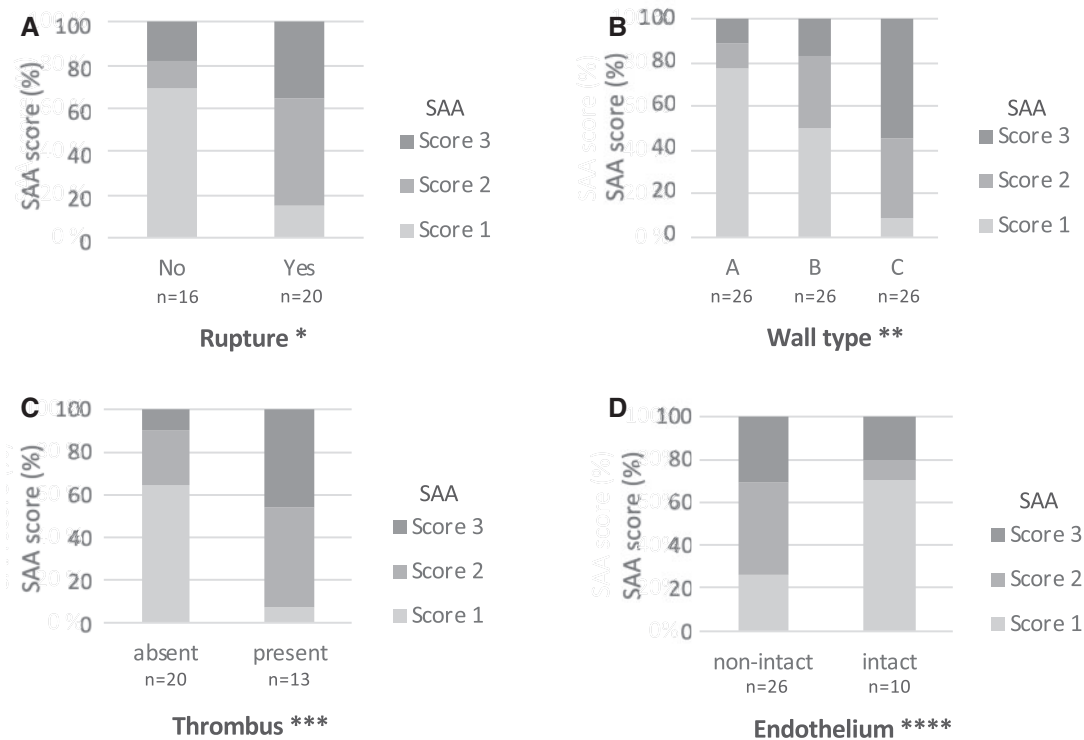 A
SAA score (%)
100
80
60
40
20
0
No
Yes
n=16
n=20
Rupture *
SAA
Score 3
Score 2
Score 1
B
SAA score (%)
100
80
60
40
20
0
A
B
C
n=26
n=26
n=26
Wall type **
SAA
Score 3
Score 2
Score 1
C
SAA score (%)
100
80
60
40
20
0
absent
present
n=20
n=13
Thrombus ***
SAA
Score 3
Score 2
Score 1
D
SAA score (%)
100
80
60
40
20
0
non-intact
intact
n=26
n=10
Endothelium ****
SAA
Score 3
Score 2
Score 1